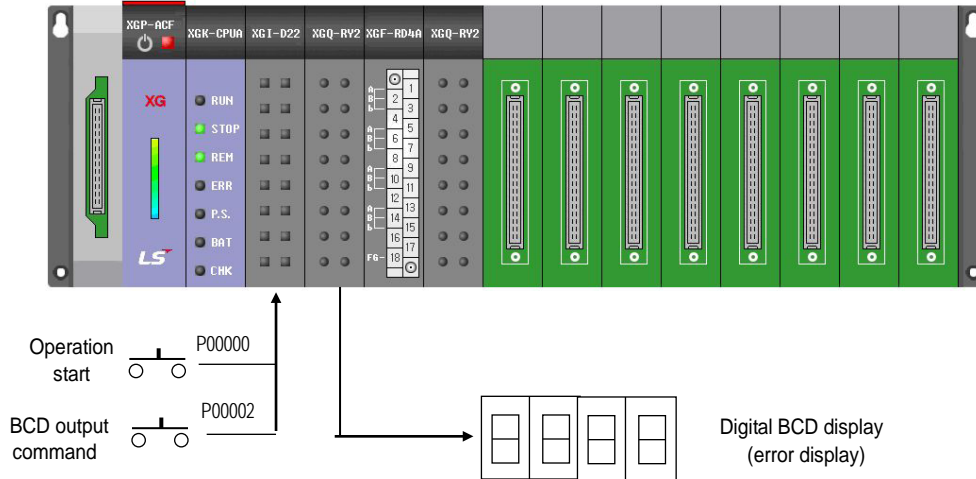 XGP-ACF XGK-CPUA XGI-D22 XGQ-RY2 XGF-RD4A XGQ-RY2
XG
RUN
STOP
REM
ERR
P.S.
BAT
CHK
LS
A
B
b
A
B
b
A
B
b
A
B
b
FG-
1
2
3
4
5
6
7
8
9
10
11
12
13
14
15
16
17
18
Operation
start
P00000
BCD output
command
P00002
Digital BCD display
(error display)